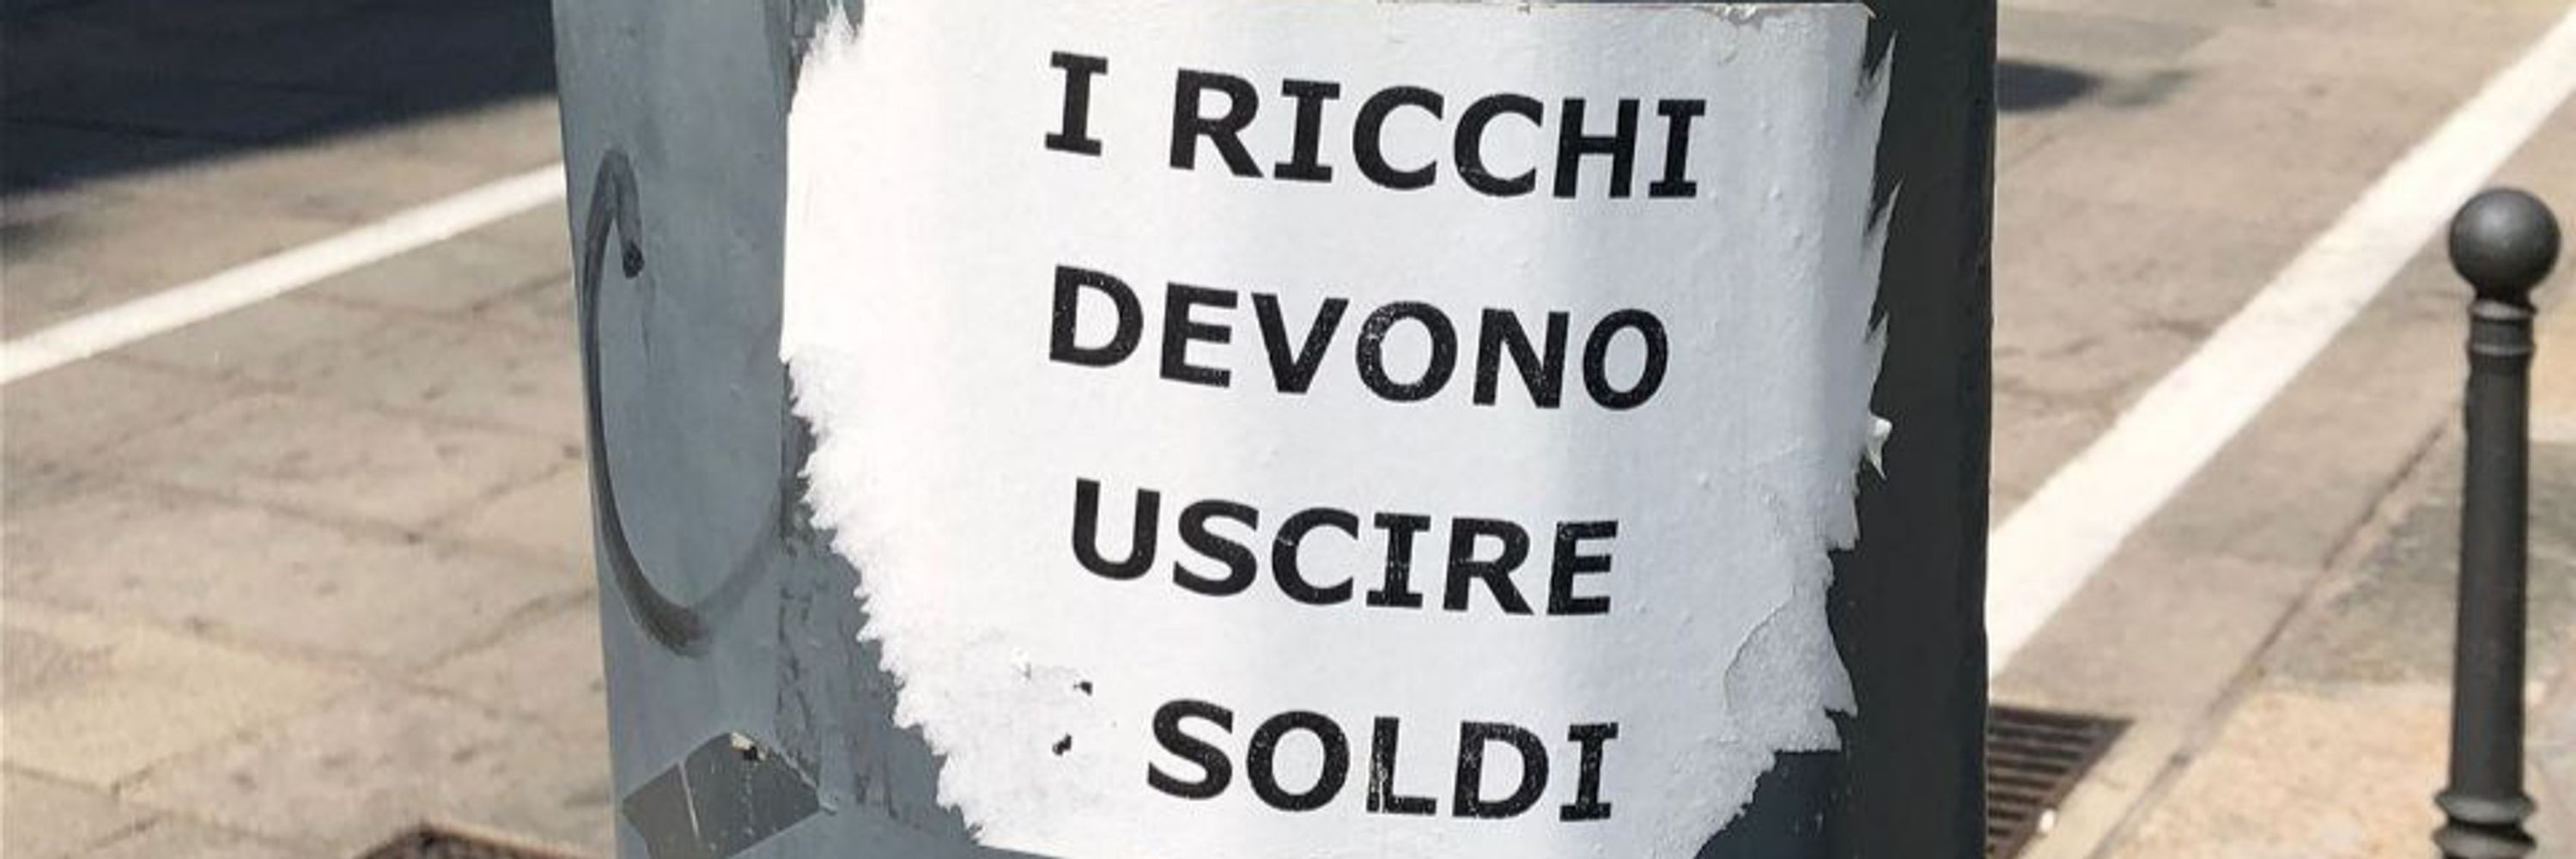 I RICCHI
DEVONO
USCIRE
SOLDI